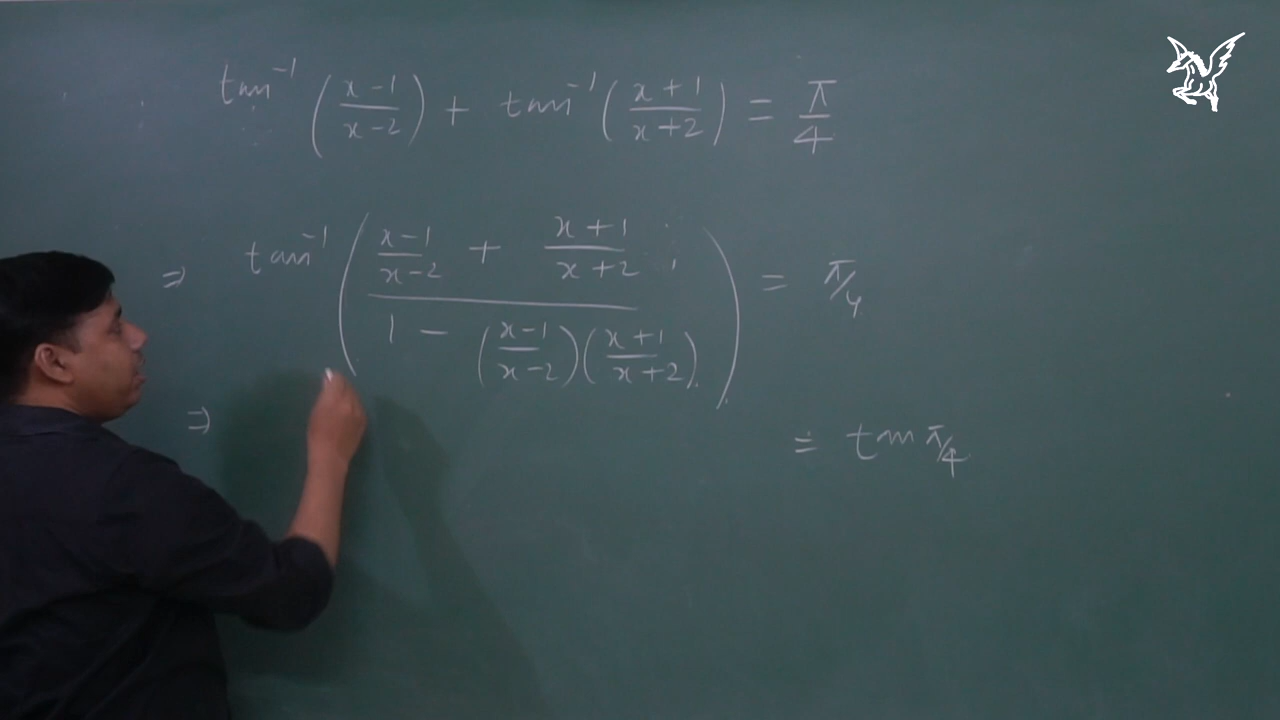 tan⁻¹ ((x-1)/(x-2)) + tan⁻¹ ((x+1)/(x+2)) = π/4
⇒ tan⁻¹ (((x-1)/(x-2) + (x+1)/(x+2))/(1 - ((x-1)/(x-2))((x+1)/(x+2)))) = π/4
⇒ = tan π/4